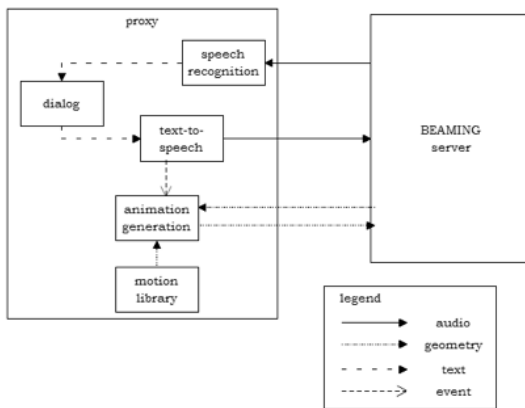 proxy
speech
recognition
dialog
text-to-
speech
BEAMING
server
animation
generation
motion
library
legend
audio
geometry
text
event